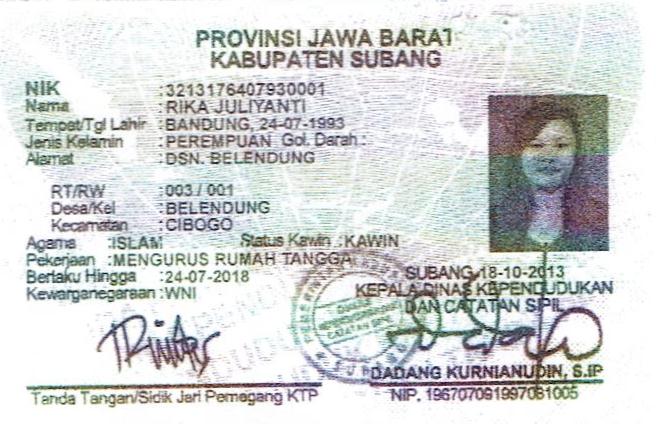 PROVINSI JAWA BARAT
KABUPATEN SUBANG
NIK :3213176407930001
Nama :RIKA JULIYANTI
Tempat/Tgl Lahir :BANDUNG, 24-07-1993
Jenis Kelamin :PEREMPUAN Gol. Darah :
Alamat :DSN. BELENDUNG
RT/RW :003 / 001
Desa/Kel :BELENDUNG
Kecamatan :CIBOGO
Agama :ISLAM Status Kawin :KAWIN
Pekerjaan :MENGURUS RUMAH TANGGA
Berlaku Hingga :24-07-2018
Kewarganegaraan :WNI
SUBANG,18-10-2013
KEPALA DINAS KEPENDUDUKAN
DAN CATATAN SIPIL
CATATAN SIPIL
DADANG KURNIANUDIN, S.IP
NIP. 196707091997031005
Tanda Tangan/Sidik Jari Pemegang KTP